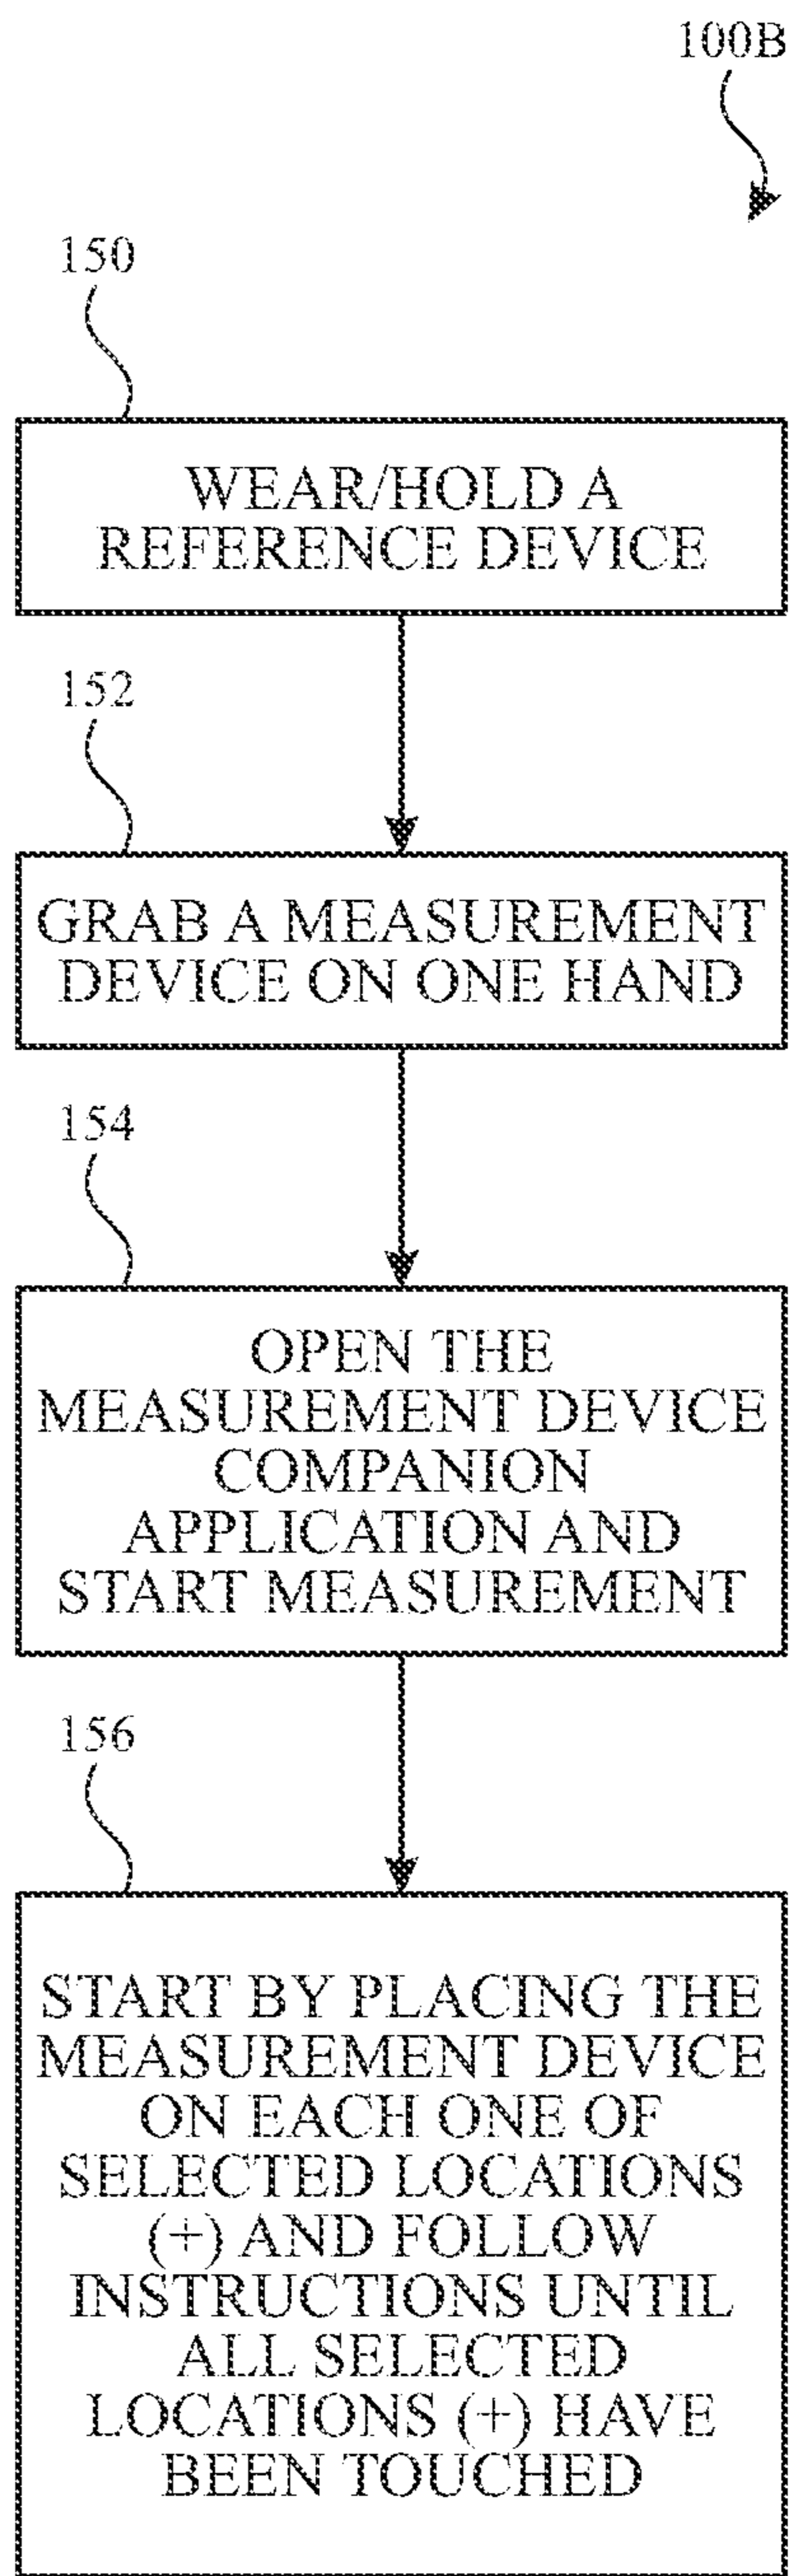 100B
150
WEAR/HOLD A
REFERENCE DEVICE
152
GRAB A MEASUREMENT
DEVICE ON ONE HAND
154
OPEN THE
MEASUREMENT DEVICE
COMPANION
APPLICATION AND
START MEASUREMENT
156
START BY PLACING THE
MEASUREMENT DEVICE
ON EACH ONE OF
SELECTED LOCATIONS
(+) AND FOLLOW
INSTRUCTIONS UNTIL
ALL SELECTED
LOCATIONS (+) HAVE
BEEN TOUCHED